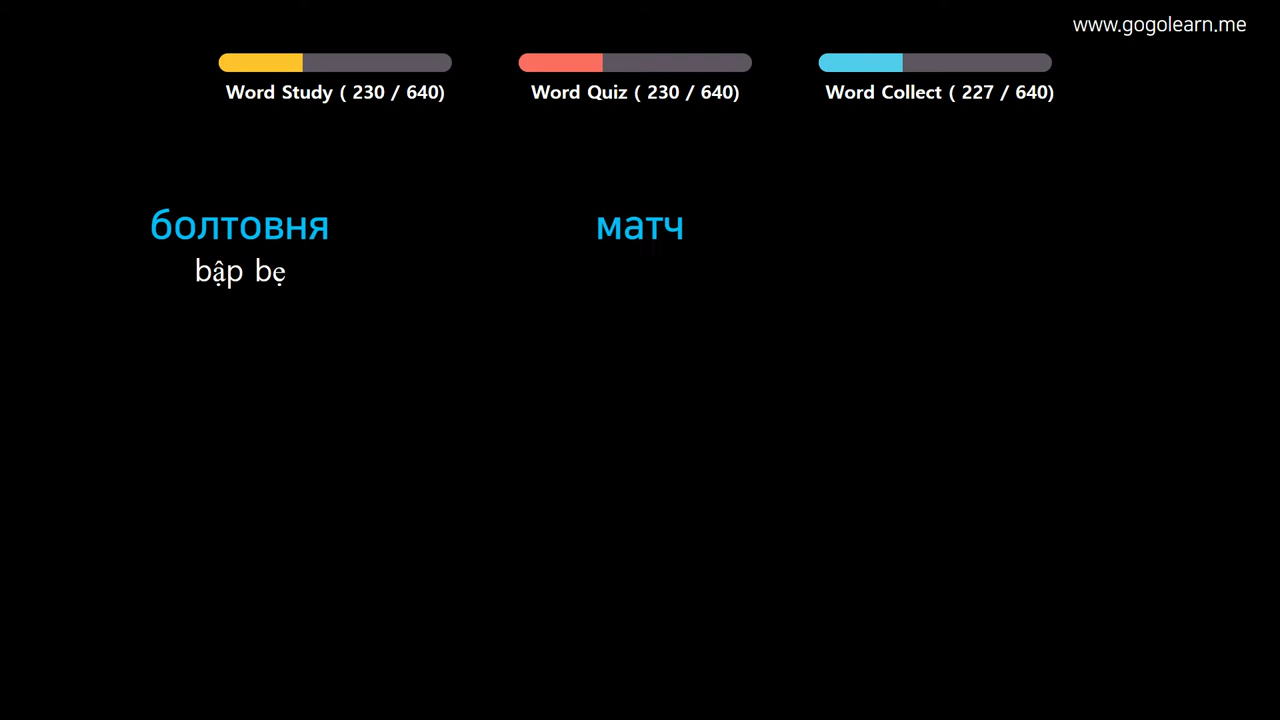 www.gogolearn.me
Word Study ( 230 / 640)
Word Quiz ( 230 / 640)
Word Collect ( 227 / 640)
болтовня
матч
bập bẹ